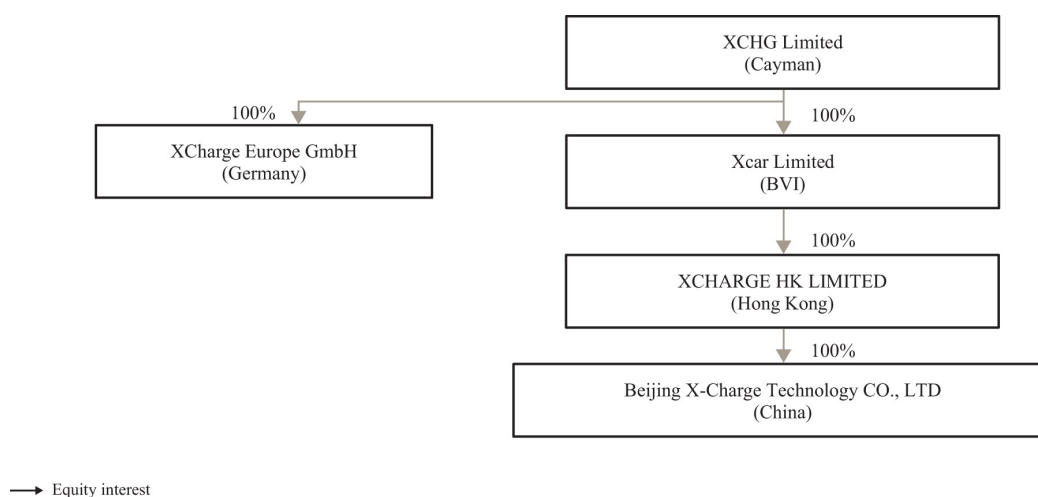 XCHG Limited
(Cayman)
100%
100%
XCharge Europe GmbH
(Germany)
Xcar Limited
(BVI)
100%
XCHARGE HK LIMITED
(Hong Kong)
100%
Beijing X-Charge Technology CO., LTD
(China)
Equity interest